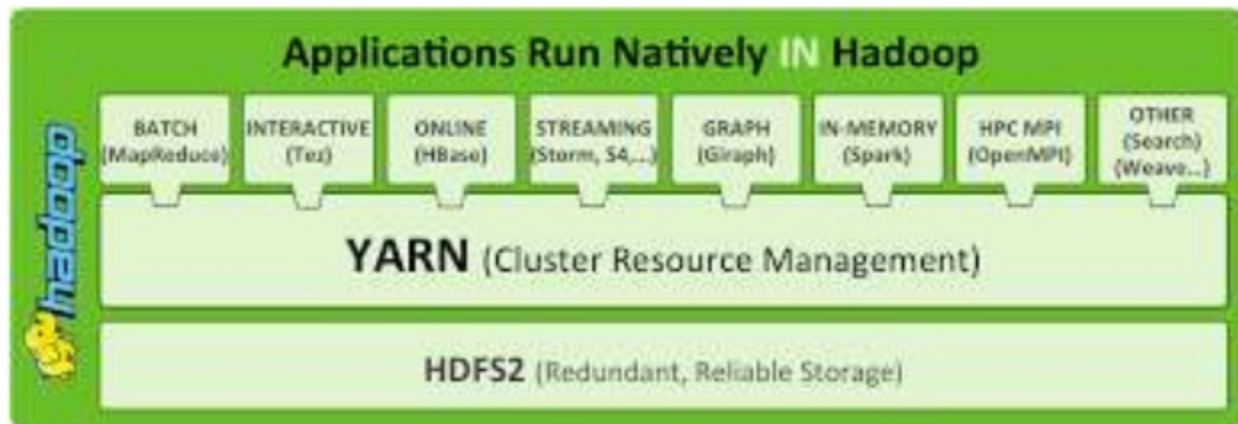 Applications Run Natively IN Hadoop
hadoop
BATCH
(MapReduce)
INTERACTIVE
(Tez)
ONLINE
(HBase)
STREAMING
(Storm, S4,...)
GRAPH
(Giraph)
IN-MEMORY
(Spark)
HPC MPI
(OpenMPI)
OTHER
(Search)
(Weave...)
YARN (Cluster Resource Management)
HDFS2 (Redundant, Reliable Storage)